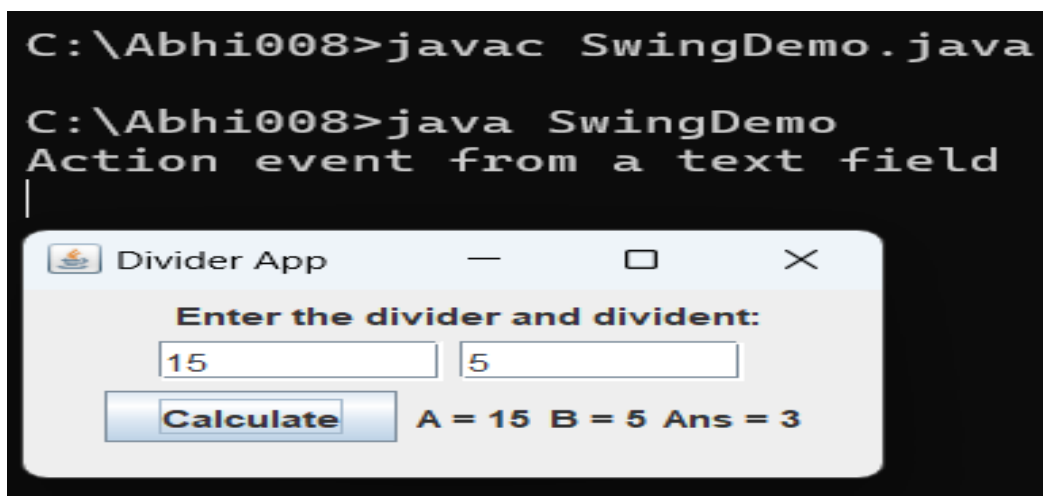 C:\Abhi008>javac SwingDemo.java
C:\Abhi008>java SwingDemo
Action event from a text field
Divider App
Enter the divider and divident:
15 5
Calculate A = 15 B = 5 Ans = 3